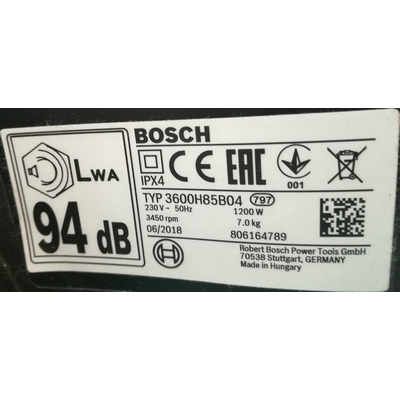 BOSCH
LWA
94 dB
IPX4
CE EAC
001
TYP 3600H85B04 797
230 V ~ 50Hz 1200 W
3450 rpm 7.0 kg
06/2018 806164789
Robert Bosch Power Tools GmbH
70538 Stuttgart, GERMANY
Made in Hungary